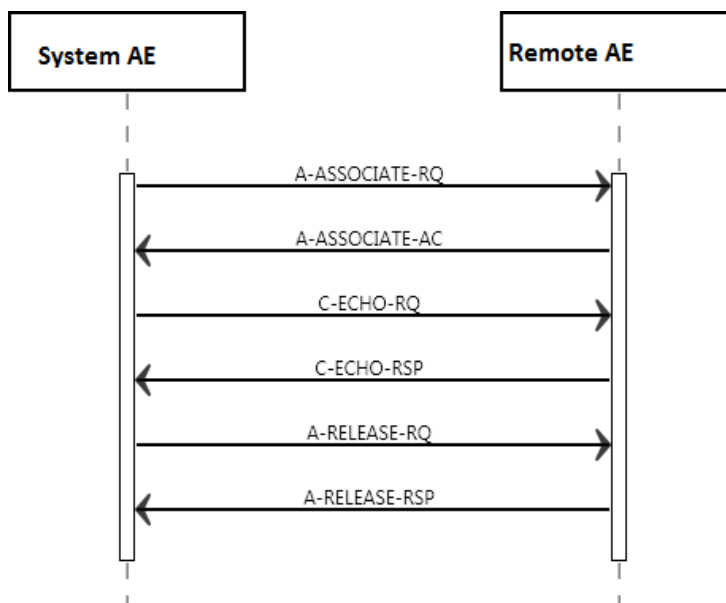 System AE
Remote AE
A-ASSOCIATE-RQ
A-ASSOCIATE-AC
C-ECHO-RQ
C-ECHO-RSP
A-RELEASE-RQ
A-RELEASE-RSP